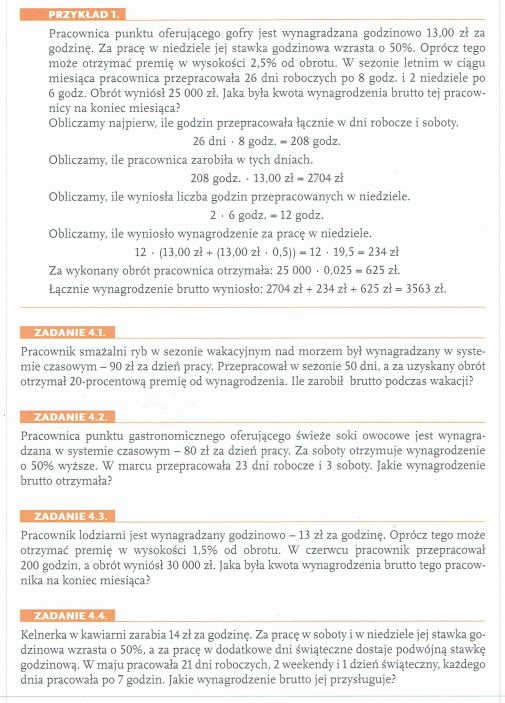 PRZYKŁAD 1.
Pracownica punktu oferującego gofry jest wynagradzana godzinowo 13,00 zł za
godzinę. Za pracę w niedziele jej stawka godzinowa wzrasta o 50%. Oprócz tego
może otrzymać premię w wysokości 2,5% od obrotu. W sezonie letnim w ciągu
miesiąca pracownica przepracowała 26 dni roboczych po 8 godz. i 2 niedziele po
6 godz. Obrót wyniósł 25 000 zł. Jaka była kwota wynagrodzenia brutto tej pracow-
nicy na koniec miesiąca?
Obliczamy najpierw, ile godzin przepracowała łącznie w dni robocze i soboty.
26 dni · 8 godz. = 208 godz.
Obliczamy, ile pracownica zarobiła w tych dniach.
208 godz. · 13,00 zł = 2704 zł
Obliczamy, ile wyniosła liczba godzin przepracowanych w niedziele.
2 · 6 godz. = 12 godz.
Obliczamy, ile wyniosło wynagrodzenie za pracę w niedziele.
12 · (13,00 zł + (13,00 zł · 0,5)) = 12 · 19,5 = 234 zł
Za wykonany obrót pracownica otrzymała: 25 000 · 0,025 = 625 zł.
Łącznie wynagrodzenie brutto wyniosło: 2704 zł + 234 zł + 625 zł = 3563 zł.
ZADANIE 4.1.
Pracownik smażalni ryb w sezonie wakacyjnym nad morzem był wynagradzany w syste-
mie czasowym – 90 zł za dzień pracy. Przepracował w sezonie 50 dni, a za uzyskany obrót
otrzymał 20-procentową premię od wynagrodzenia. Ile zarobił brutto podczas wakacji?
ZADANIE 4.2.
Pracownica punktu gastronomicznego oferującego świeże soki owocowe jest wynagra-
dzana w systemie czasowym – 80 zł za dzień pracy. Za soboty otrzymuje wynagrodzenie
o 50% wyższe. W marcu przepracowała 23 dni robocze i 3 soboty. Jakie wynagrodzenie
brutto otrzymała?
ZADANIE 4.3.
Pracownik lodziarni jest wynagradzany godzinowo – 13 zł za godzinę. Oprócz tego może
otrzymać premię w wysokości 1,5% od obrotu. W czerwcu pracownik przepracował
200 godzin, a obrót wyniósł 30 000 zł. Jaka była kwota wynagrodzenia brutto tego pracow-
nika na koniec miesiąca?
ZADANIE 4.4.
Kelnerka w kawiarni zarabia 14 zł za godzinę. Za pracę w soboty i w niedziele jej stawka go-
dzinowa wzrasta o 50%, a za pracę w dodatkowe dni świąteczne dostaje podwójną stawkę
godzinową. W maju pracowała 21 dni roboczych, 2 weekendy i 1 dzień świąteczny, każdego
dnia pracowała po 7 godzin. Jakie wynagrodzenie brutto jej przysługuje?